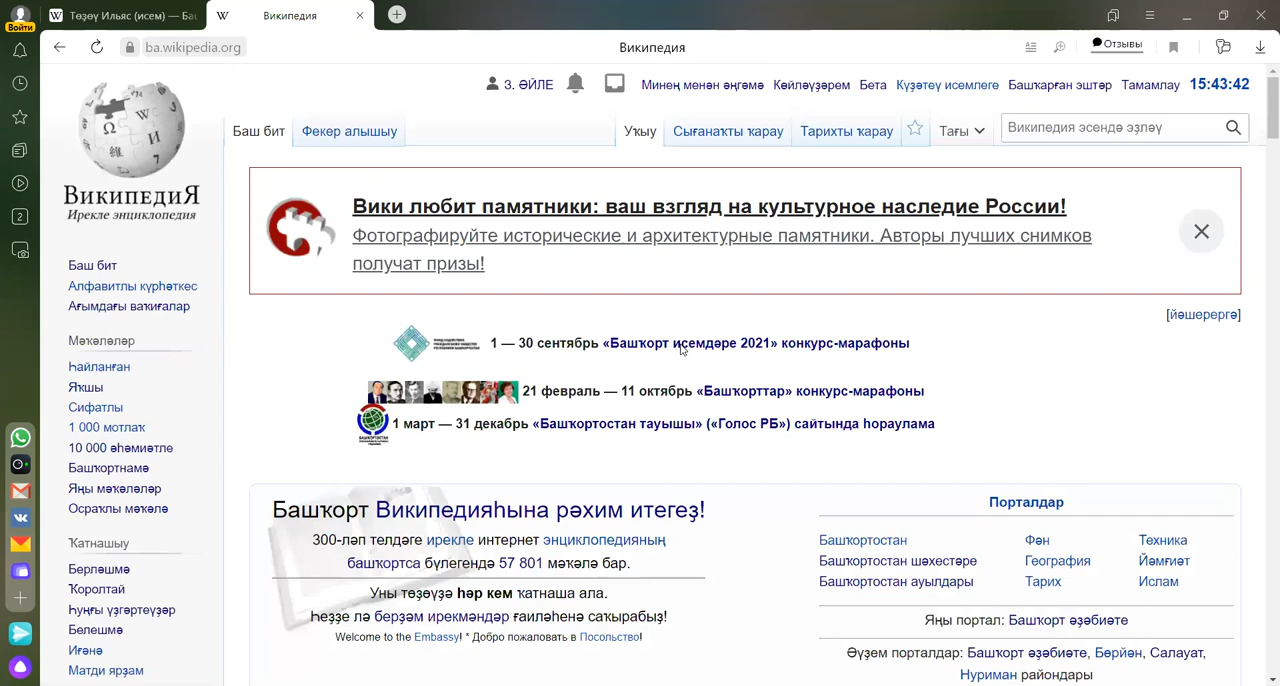 Войти
Төҙөү Ильяс (исем) — Ба
Википедия
ba.wikipedia.org
Википедия
Отзывы
З. ӘЙЛЕ
Минең менән әңгәмә
Көйләүҙәрем
Бета
Күҙәтеү исемлеге
Башҡарған эштәр
Тамамлау
15:43:42
Баш бит
Фекер алышыу
Уҡыу
Сығанаҡты ҡарау
Тарихты ҡарау
Тағы
Википедия эсендә эҙләү
ВикипедиЯ
Ирекле энциклопедия
Вики любит памятники: ваш взгляд на культурное наследие России!
Фотографируйте исторические и архитектурные памятники. Авторы лучших снимков
получат призы!
[йәшерергә]
1 — 30 сентябрь «Башҡорт исемдәре 2021» конкурс-марафоны
21 февраль — 11 октябрь «Башҡорттар» конкурс-марафоны
1 март — 31 декабрь «Башҡортостан тауышы» («Голос РБ») сайтында һораулама
Баш бит
Алфавитлы күрһәткес
Ағымдағы ваҡиғалар
Мәҡәләләр
Һайланған
Яҡшы
Сифатлы
1 000 мотлаҡ
10 000 әһәмиәтле
Башҡортнамә
Яңы мәҡәләләр
Осраҡлы мәҡәлә
Ҡатнашыу
Берләшмә
Ҡоролтай
Һуңғы үҙгәртеүҙәр
Белешмә
Иғәнә
Матди ярҙам
Башҡорт Википедияһына рәхим итегеҙ!
300-ләп телдәге ирекле интернет энциклопедияның
башҡортса бүлегендә 57 801 мәҡәлә бар.
Уны төҙөүҙә һәр кем ҡатнаша ала.
Һеҙҙе лә берҙәм ирекмәндәр ғаиләһенә саҡырабыҙ!
Welcome to the Embassy! * Добро пожаловать в Посольство!
Порталдар
Башҡортостан
Фән
Техника
Башҡортостан шәхестәре
География
Йәмғиәт
Башҡортостан ауылдары
Тарих
Ислам
Яңы портал: Башҡорт әҙәбиәте
Әүҙем порталдар: Башҡорт әҙәбиәте, Бөрйән, Салауат,
Нуриман райондары
2